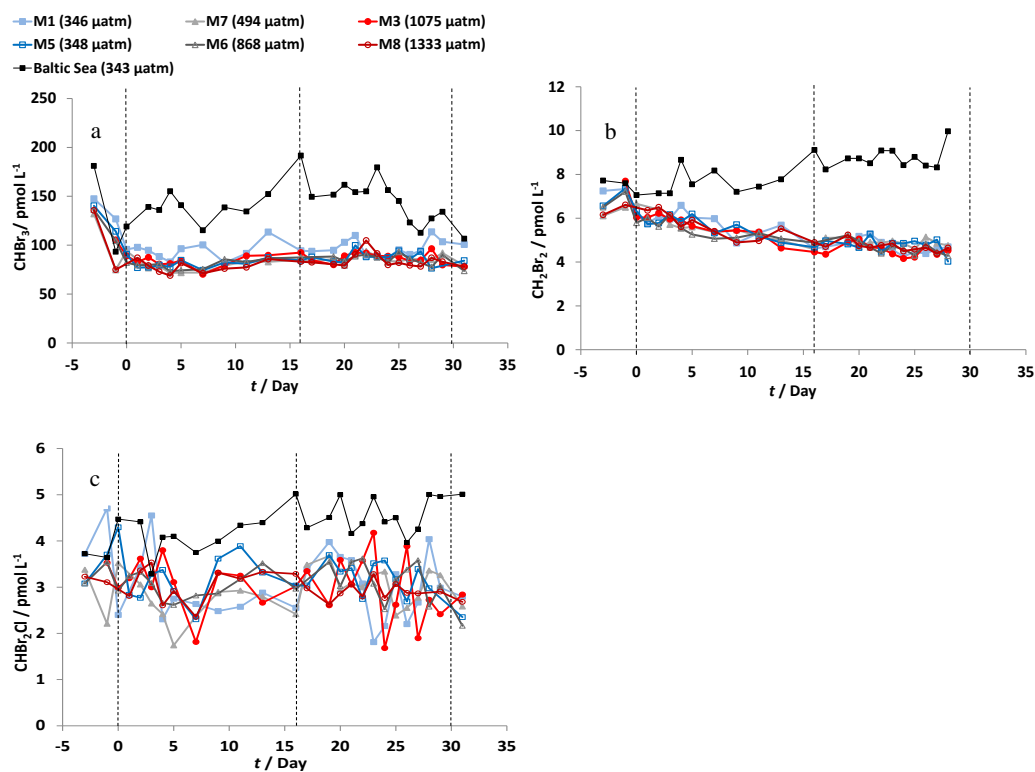 M1 (346 µatm) M7 (494 µatm) M3 (1075 µatm)
M5 (348 µatm) M6 (868 µatm) M8 (1333 µatm)
Baltic Sea (343 µatm)
a
CHBr₃/ pmol L⁻¹
250
200
150
100
50
0
-5 0 5 10 15 20 25 30 35
t / Day
b
CH₂Br₂ / pmol L⁻¹
12
10
8
6
4
2
0
-5 0 5 10 15 20 25 30 35
t / Day
c
CHBr₂Cl / pmol L⁻¹
6
5
4
3
2
1
0
-5 0 5 10 15 20 25 30 35
t / Day